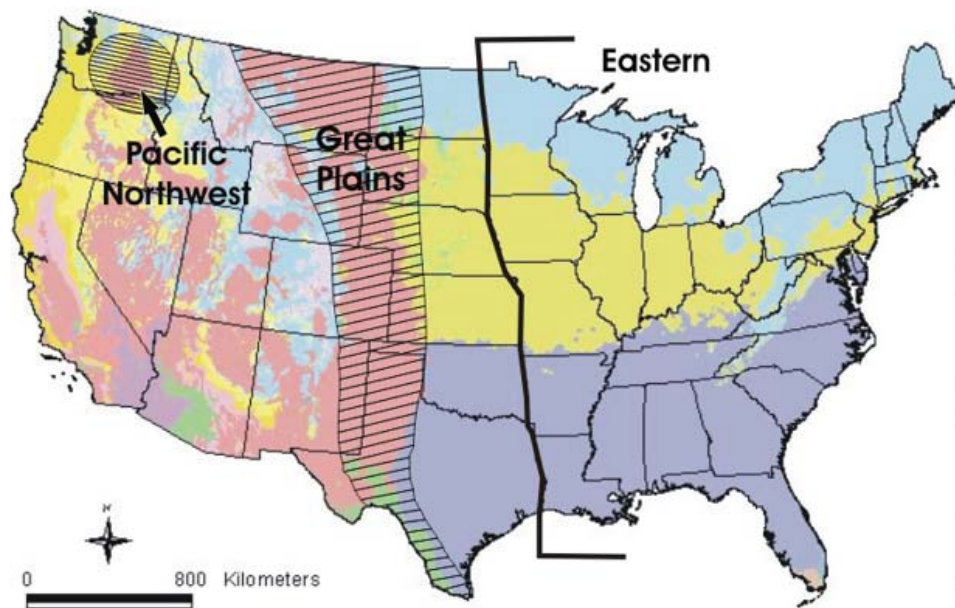 Eastern
Great
Plains
Pacific
Northwest
N
0 800 Kilometers